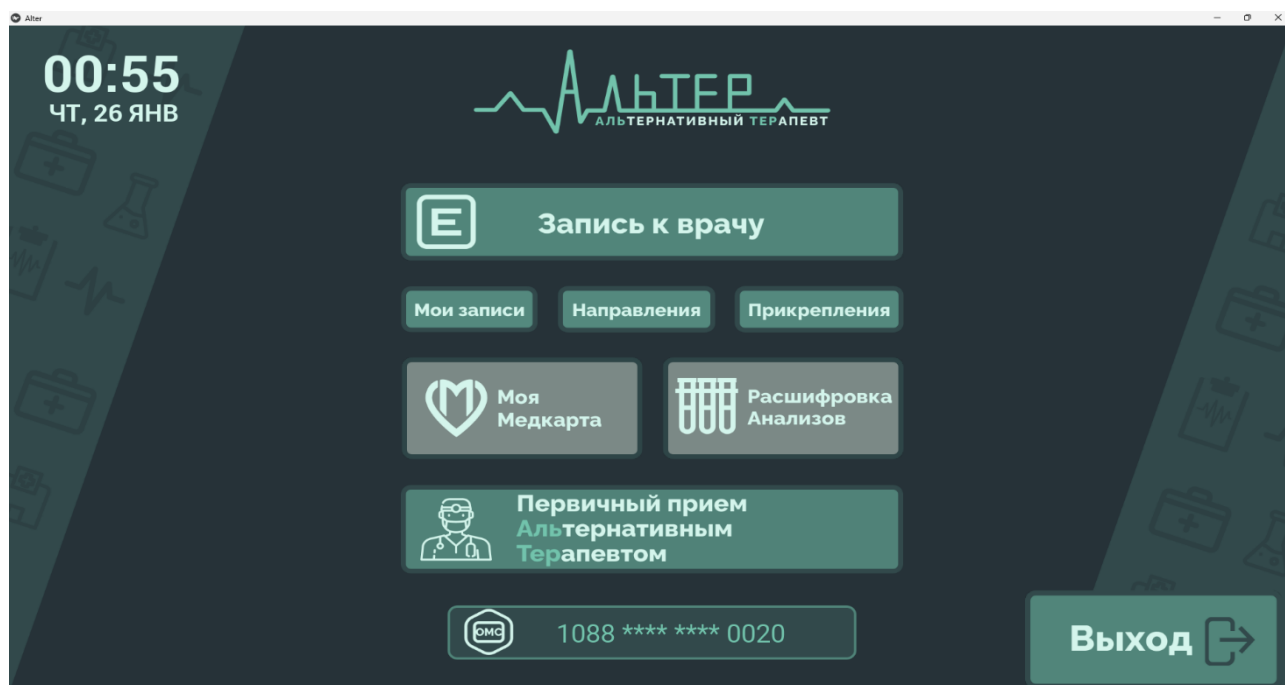 Alter
00:55
ЧТ, 26 ЯНВ
АльТЕР
АЛЬТЕРНАТИВНЫЙ ТЕРАПЕВТ
E
Запись к врачу
Мои записи
Направления
Прикрепления
М
Моя
Медкарта
Расшифровка
Анализов
Первичный прием
Альтернативным
Терапевтом
ОМС
1088 **** **** 0020
Выход